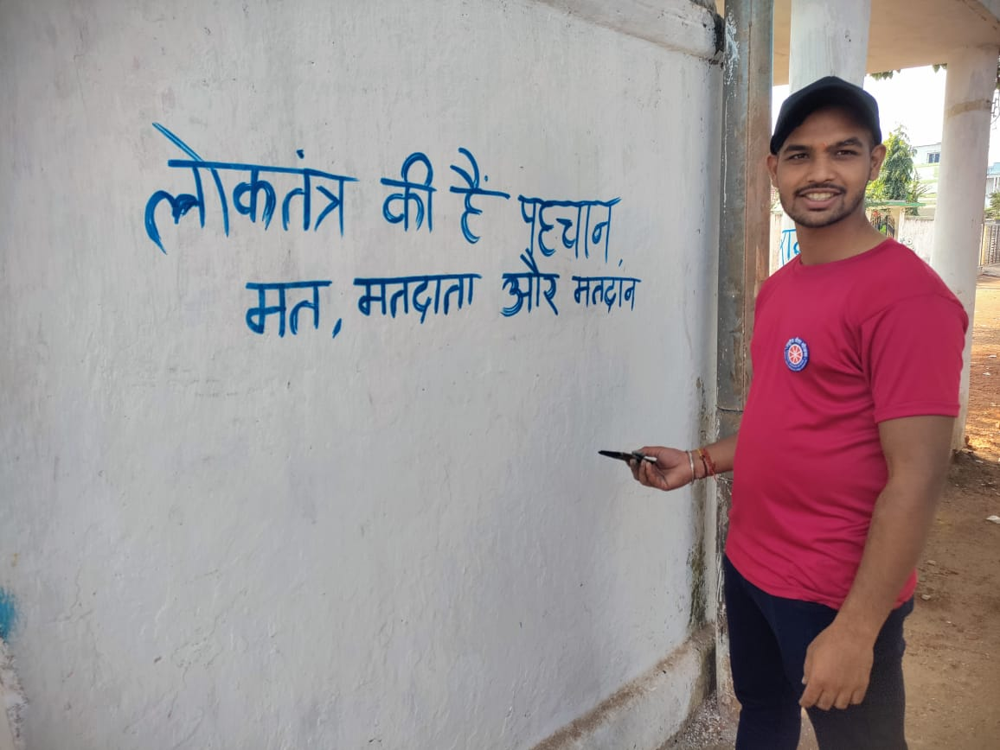 लोकतंत्र की हैं पहचान,
मत, मतदाता और मतदान